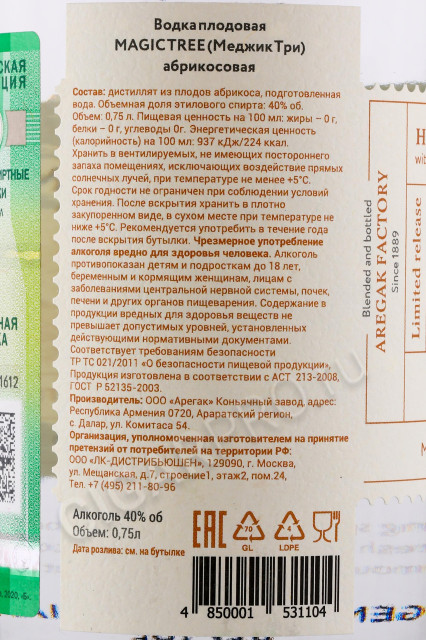 Водка плодовая
MAGIC TREE (Меджик Три)
абрикосовая
Состав: дистиллят из плодов абрикоса, подготовленная
вода. Объемная доля этилового спирта: 40% об.
Объем: 0,75 л. Пищевая ценность на 100 мл: жиры – 0 г,
белки – 0 г, углеводы 0г. Энергетическая ценность
(калорийность) на 100 мл: 937 кДж/224 ккал.
Хранить в вентилируемых, не имеющих постороннего
запаха помещениях, исключающих воздействие прямых
солнечных лучей, при температуре не менее +5°С.
Срок годности не ограничен при соблюдении условий
хранения. После вскрытия хранить в плотно
закупоренном виде, в сухом месте при температуре не
ниже +5°С. Рекомендуется употребить в течение года
после вскрытия бутылки. Чрезмерное употребление
алкоголя вредно для здоровья человека. Алкоголь
противопоказан детям и подросткам до 18 лет,
беременным и кормящим женщинам, лицам с
заболеваниями центральной нервной системы, почек,
печени и других органов пищеварения. Содержание в
продукции вредных для здоровья веществ не
превышает допустимых уровней, установленных
действующими нормативными документами.
Соответствует требованиям безопасности
ТР ТС 021/2011 «О безопасности пищевой продукции»,
Продукция изготовлена в соответствии с АСТ 213-2008,
ГОСТ Р 52135-2003.
Производитель: ООО «Арегак» Коньячный завод, адрес:
Республика Армения 0720, Араратский регион,
с. Далар, ул. Комитаса 54.
Организация, уполномоченная изготовителем на принятие
претензий от потребителей на территории РФ:
ООО «ЛК-ДИСТРИБЬЮШЕН», 129090, г. Москва,
ул. Мещанская, д.7, строение1, этаж2, пом.24,
Тел. +7 (495) 211-80-96
Алкоголь 40% об
Объем: 0,75л
Дата розлива: см. на бутылке
EAC
70
GL
4
LDPE
4 850001 531104
Blended and bottled
AREGAK FACTORY
Since 1889
Limited release
1612